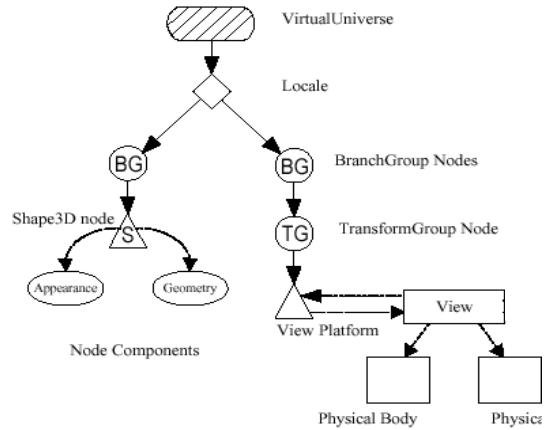 VirtualUniverse
Locale
BG
BG
BranchGroup Nodes
Shape3D node
S
TG
TransformGroup Node
Appearance
Geometry
View
View Platform
Node Components
Physical Body
Physica